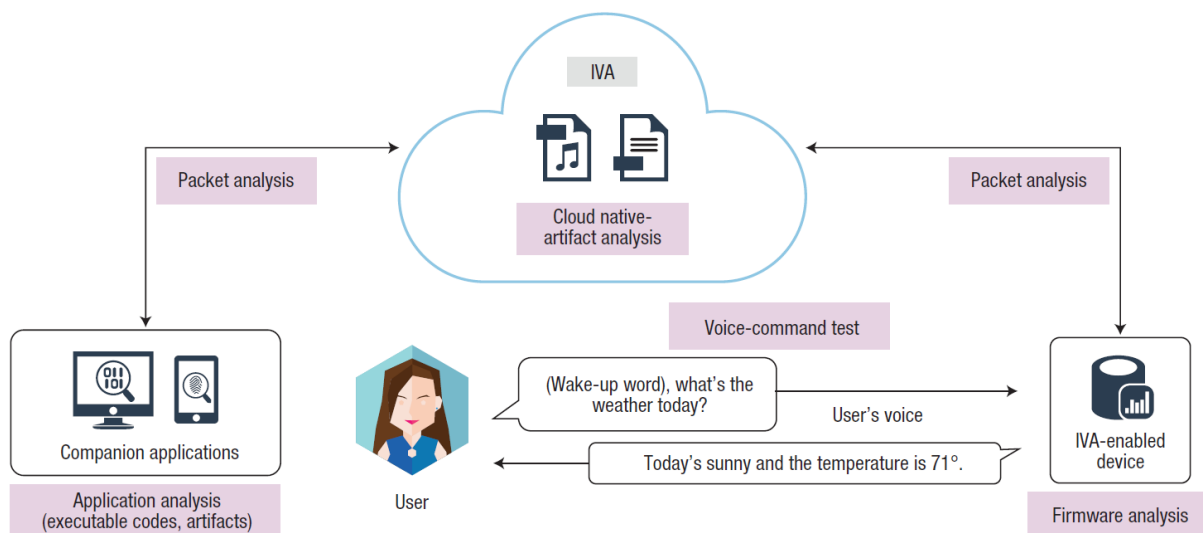 IVA
Cloud native-
artifact analysis
Packet analysis
Packet analysis
Voice-command test
(Wake-up word), what's the
weather today?
User's voice
Today's sunny and the temperature is 71°.
User
011
101
Companion applications
Application analysis
(executable codes, artifacts)
IVA-enabled
device
Firmware analysis